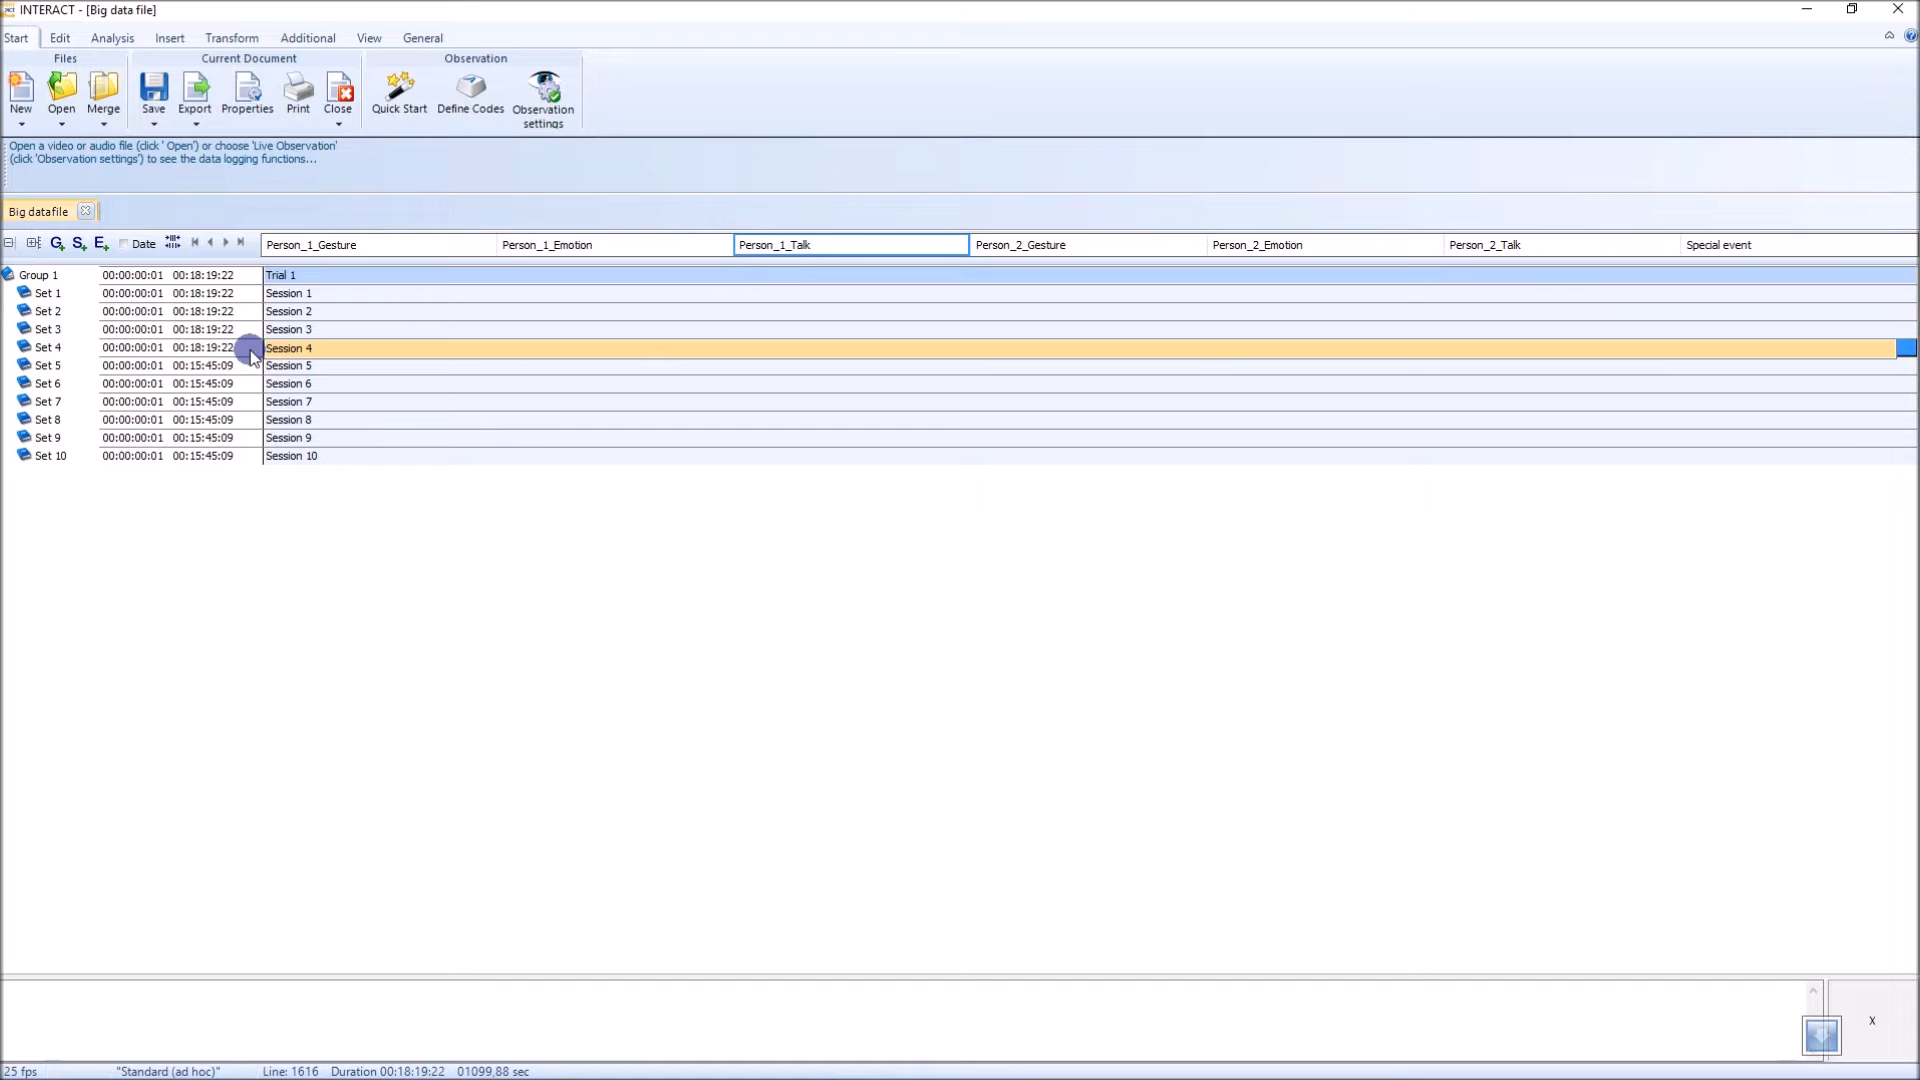 INTERACT - [Big data file]
Start Edit Analysis Insert Transform Additional View General
Files Current Document Observation
New Open Merge Save Export Properties Print Close Quick Start Define Codes Observation settings
Open a video or audio file (click ' Open') or choose 'Live Observation'
(click 'Observation settings') to see the data logging functions...
Big datafile
G+ S+ E+ Date Person_1_Gesture Person_1_Emotion Person_1_Talk Person_2_Gesture Person_2_Emotion Person_2_Talk Special event
Group 1 00:00:00:01 00:18:19:22 Trial 1
Set 1 00:00:00:01 00:18:19:22 Session 1
Set 2 00:00:00:01 00:18:19:22 Session 2
Set 3 00:00:00:01 00:18:19:22 Session 3
Set 4 00:00:00:01 00:18:19:22 Session 4
Set 5 00:00:00:01 00:15:45:09 Session 5
Set 6 00:00:00:01 00:15:45:09 Session 6
Set 7 00:00:00:01 00:15:45:09 Session 7
Set 8 00:00:00:01 00:15:45:09 Session 8
Set 9 00:00:00:01 00:15:45:09 Session 9
Set 10 00:00:00:01 00:15:45:09 Session 10
X
25 fps "Standard (ad hoc)" Line: 1616 Duration 00:18:19:22 01099,88 sec